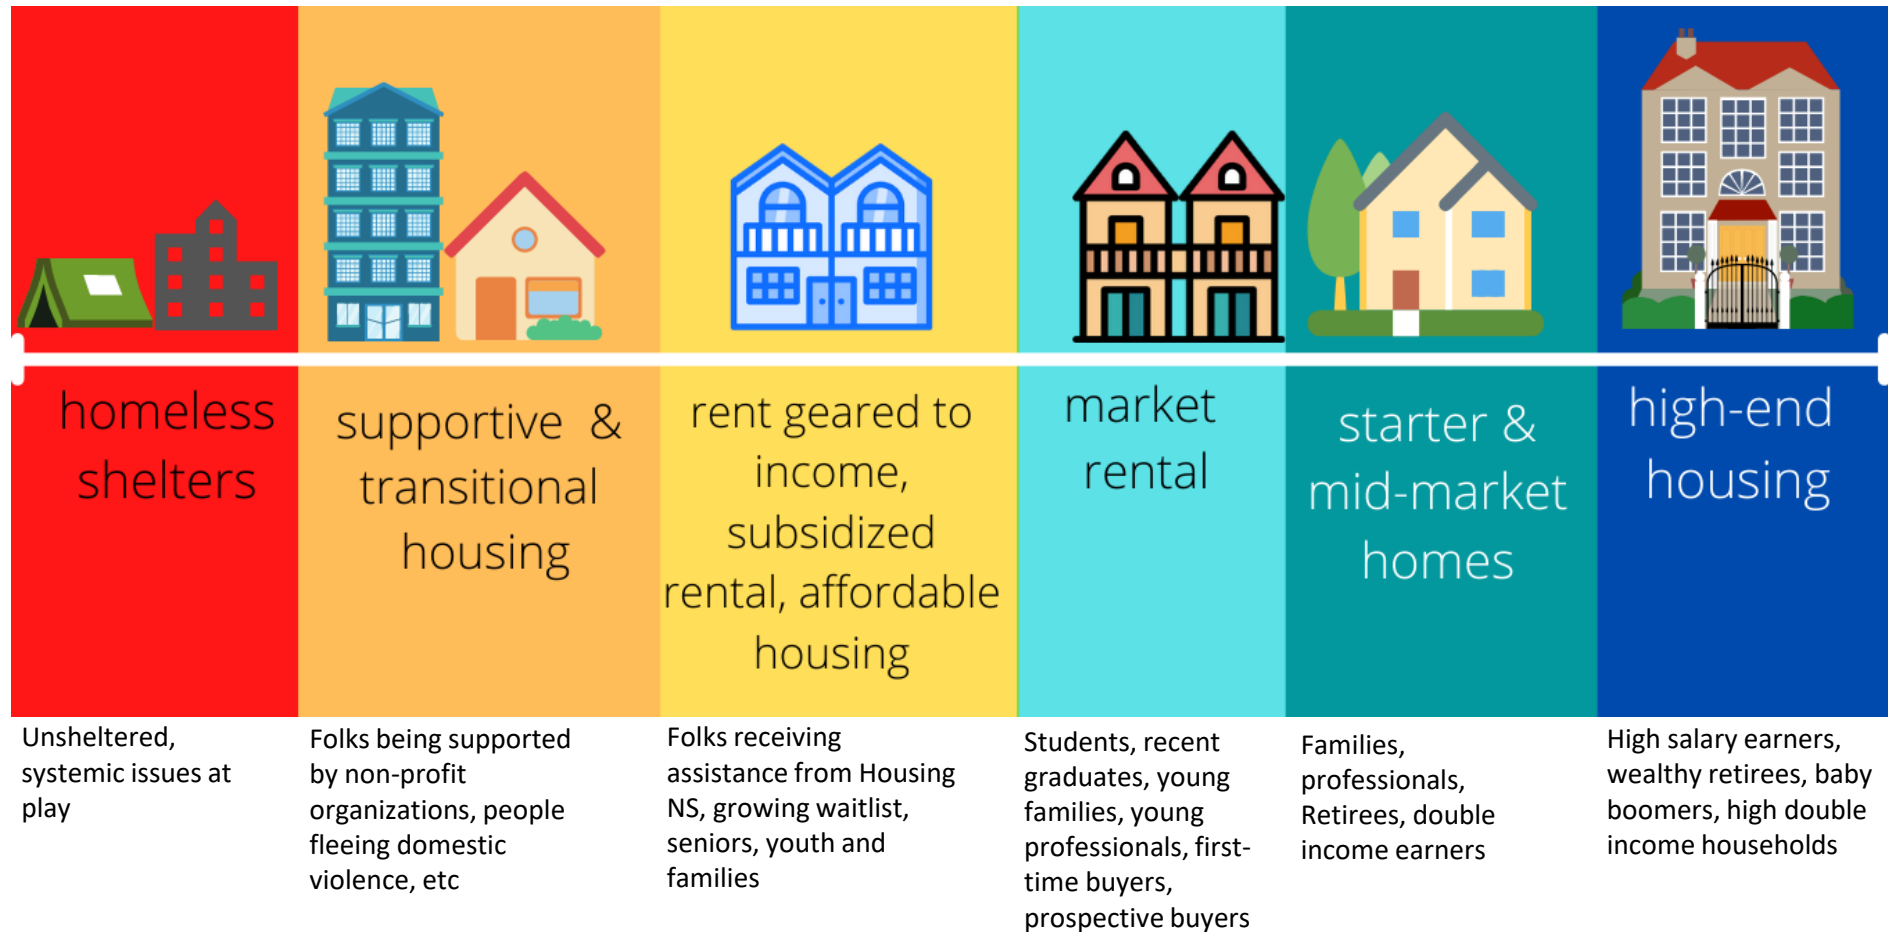 homeless
shelters
supportive & 
transitional
housing
rent geared to
income,
subsidized
rental, affordable
housing
market
rental
starter &
mid-market
homes
high-end
housing
Unsheltered,
systemic issues at
play
Folks being supported
by non-profit
organizations, people
fleeing domestic
violence, etc
Folks receiving
assistance from Housing
NS, growing waitlist,
seniors, youth and
families
Students, recent
graduates, young
families, young
professionals, first-
time buyers,
prospective buyers
Families,
professionals,
Retirees, double
income earners
High salary earners,
wealthy retirees, baby
boomers, high double
income households